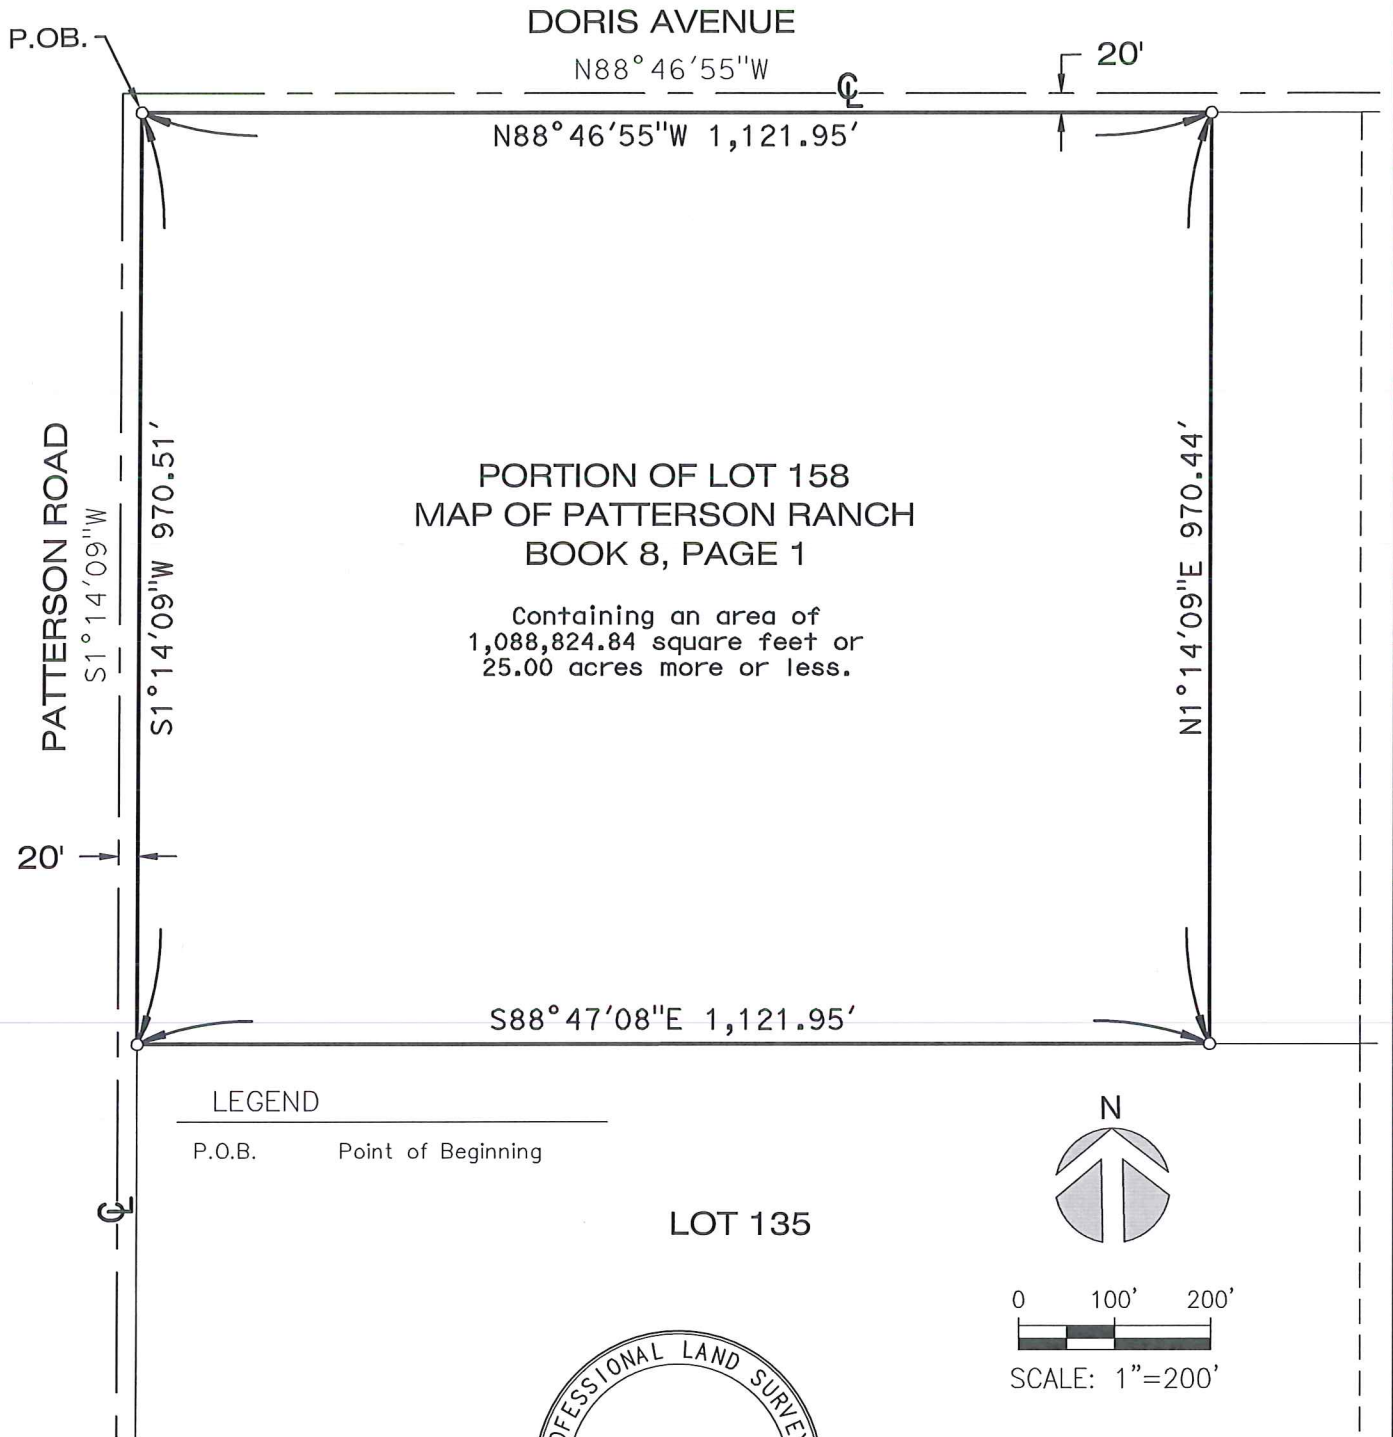 P.OB.
DORIS AVENUE
N88°46'55"W
20'
℄
N88°46'55"W 1,121.95'
PATTERSON ROAD
S1°14'09"W
S1°14'09"W 970.51'
PORTION OF LOT 158
MAP OF PATTERSON RANCH
BOOK 8, PAGE 1
Containing an area of
1,088,824.84 square feet or
25.00 acres more or less.
N1°14'09"E 970.44'
20'
S88°47'08"E 1,121.95'
LEGEND
P.O.B. Point of Beginning
N
℄
LOT 135
0 100' 200'
SCALE: 1"=200'
OFESSIONAL LAND SURVEY